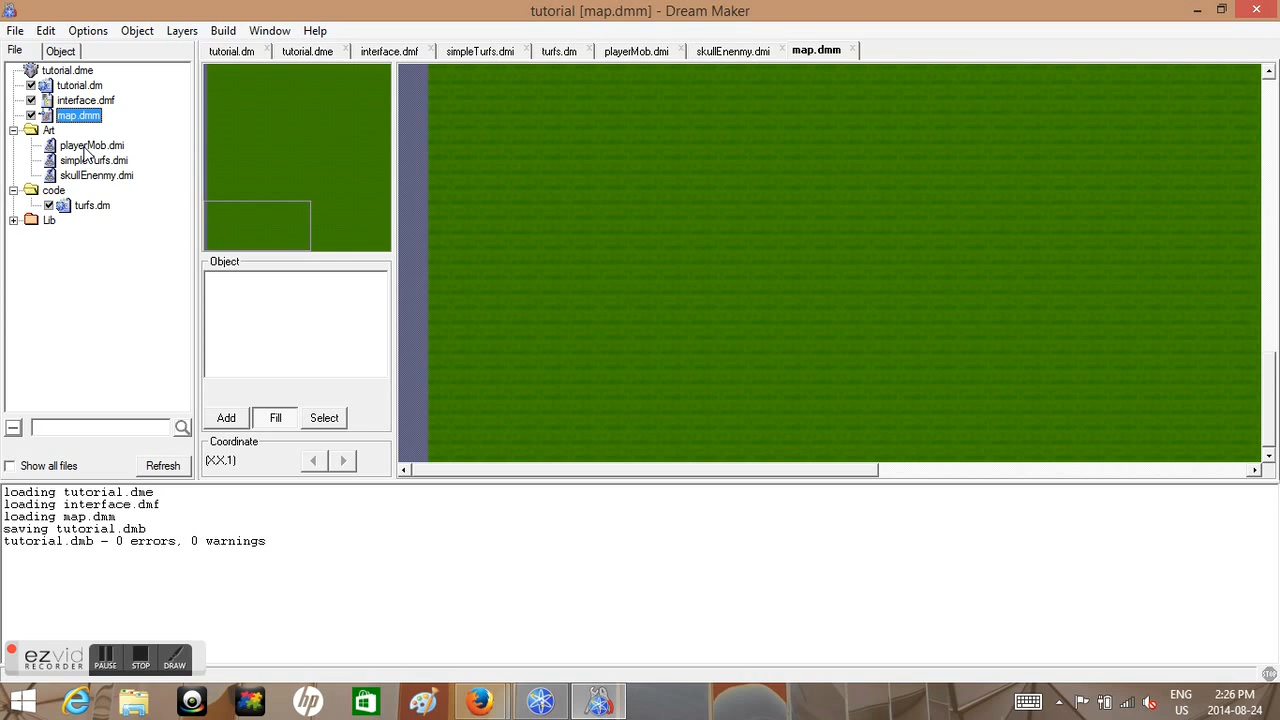 tutorial [map.dmm] - Dream Maker
File Edit Options Object Layers Build Window Help
File Object
tutorial.dm tutorial.dme interface.dmf simpleTurfs.dmi turfs.dm playerMob.dmi skullEnenmy.dmi map.dmm
tutorial.dme
tutorial.dm
interface.dmf
map.dmm
Art
playerMob.dmi
simpleTurfs.dmi
skullEnenmy.dmi
code
turfs.dm
Lib
Show all files Refresh
Object
Add Fill Select
Coordinate
(X,X,1)
loading tutorial.dme
loading interface.dmf
loading map.dmm
saving tutorial.dmb
tutorial.dmb - 0 errors, 0 warnings
ezvid
RECORDER
PAUSE STOP DRAW
ENG
US
2:26 PM
2014-08-24